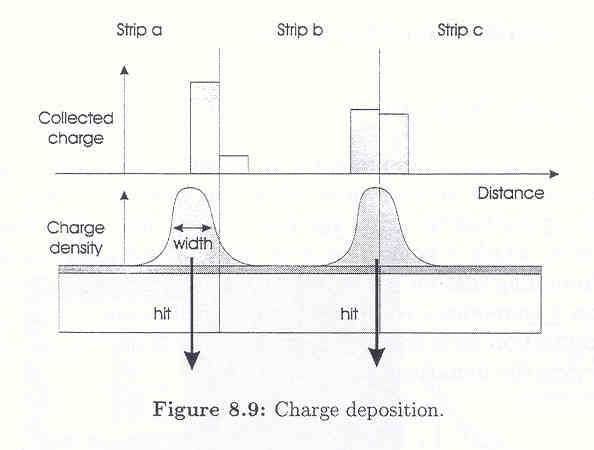 Strip a Strip b Strip c
Collected
charge
Distance
Charge
density
width
hit hit
Figure 8.9: Charge deposition.